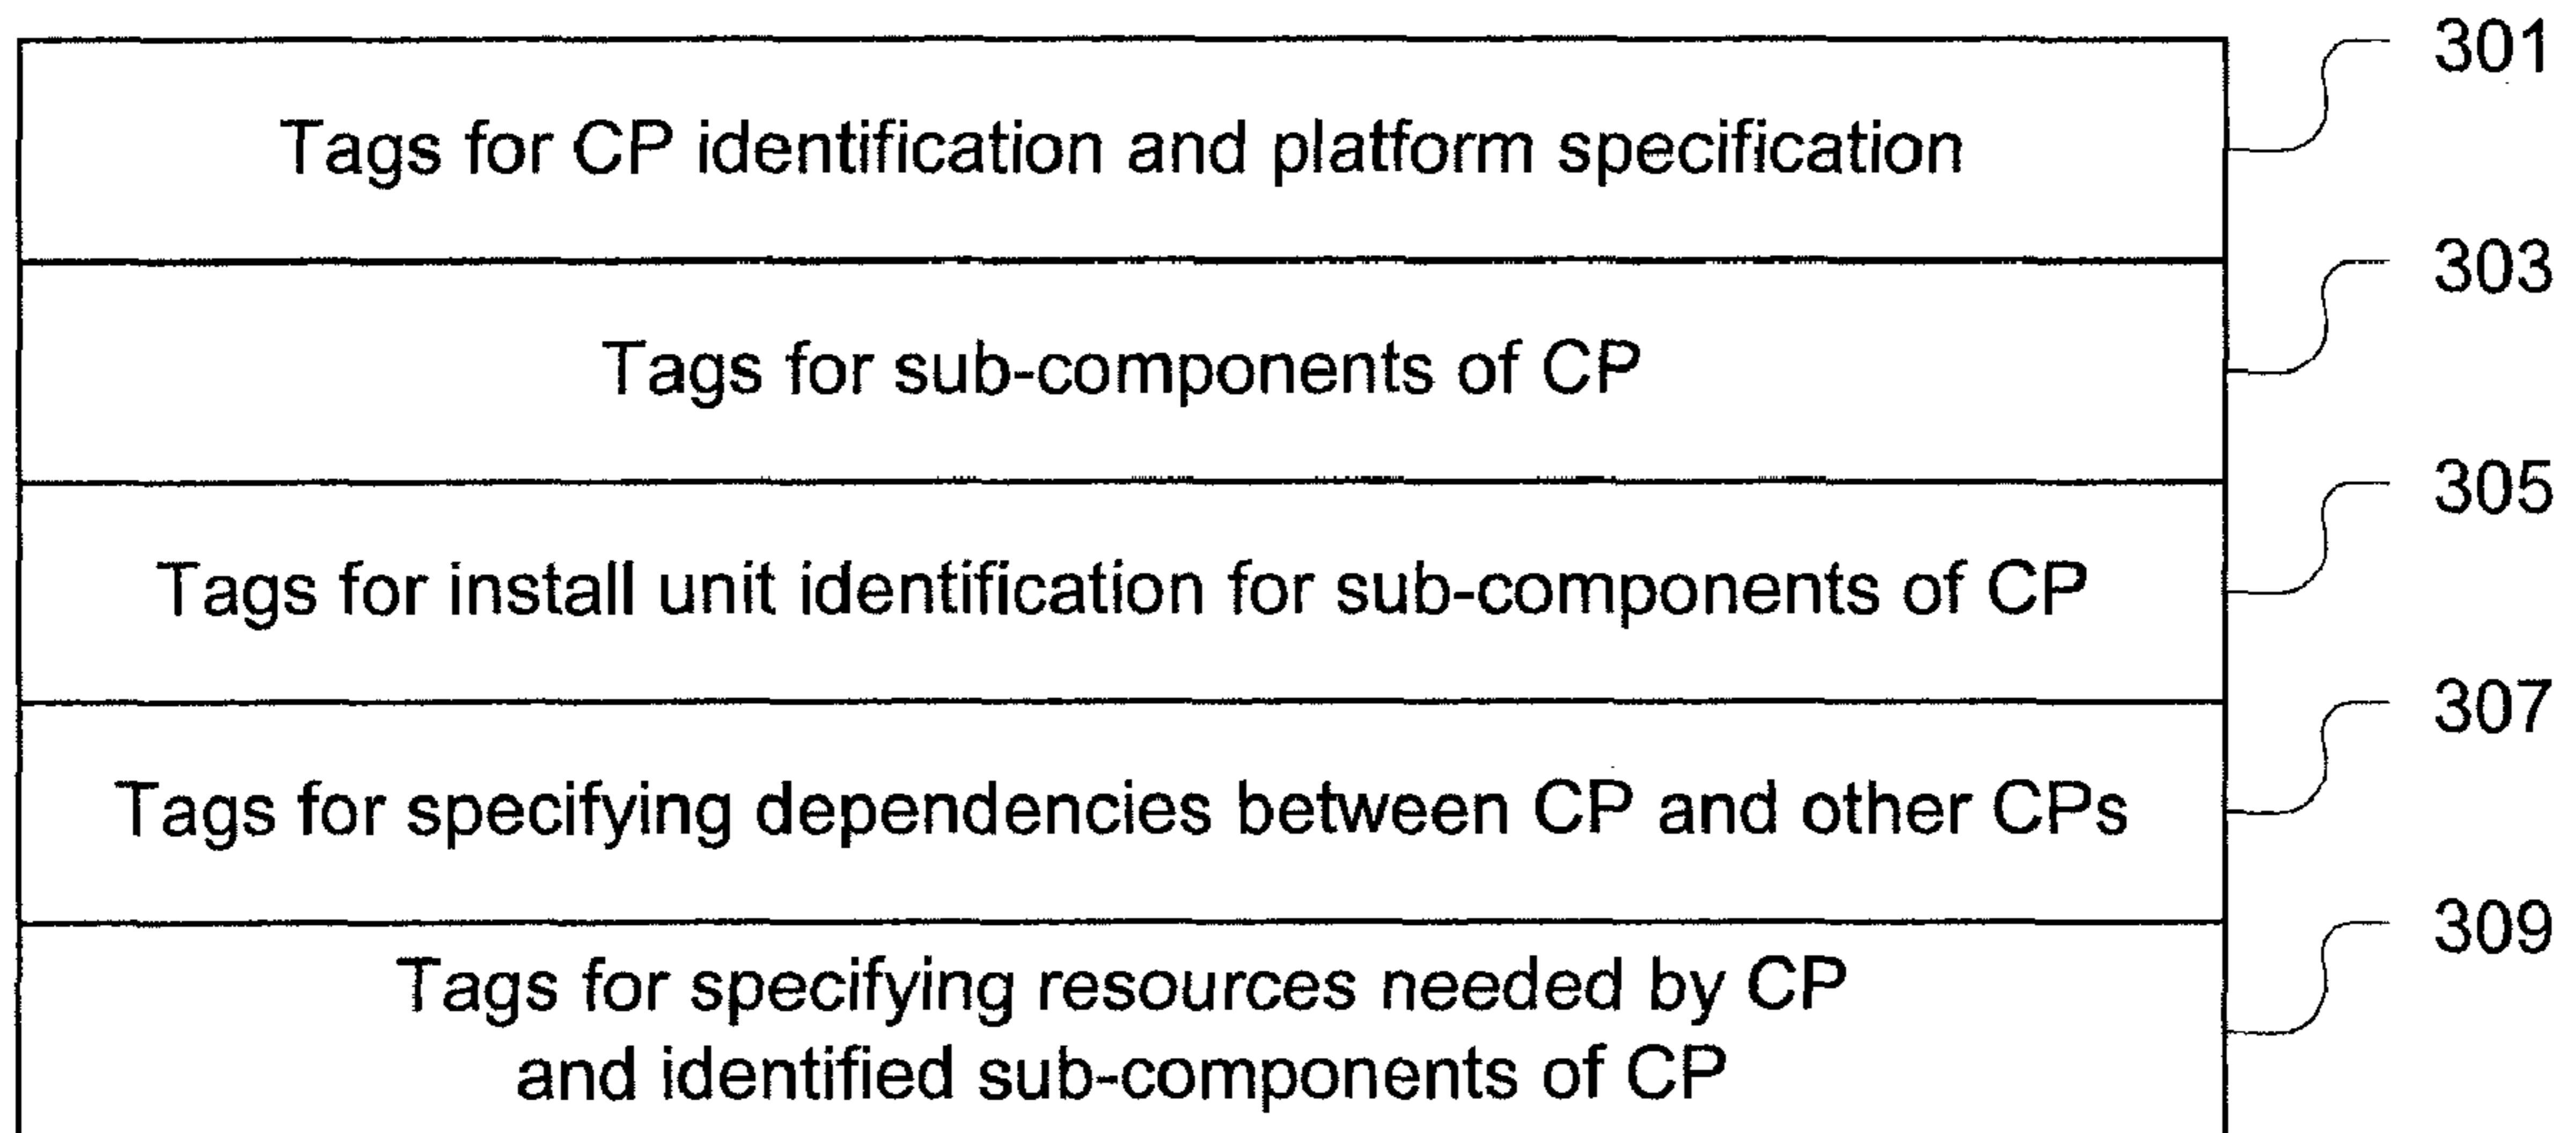 301
Tags for CP identification and platform specification
303
Tags for sub-components of CP
305
Tags for install unit identification for sub-components of CP
307
Tags for specifying dependencies between CP and other CPs
309
Tags for specifying resources needed by CP
and identified sub-components of CP